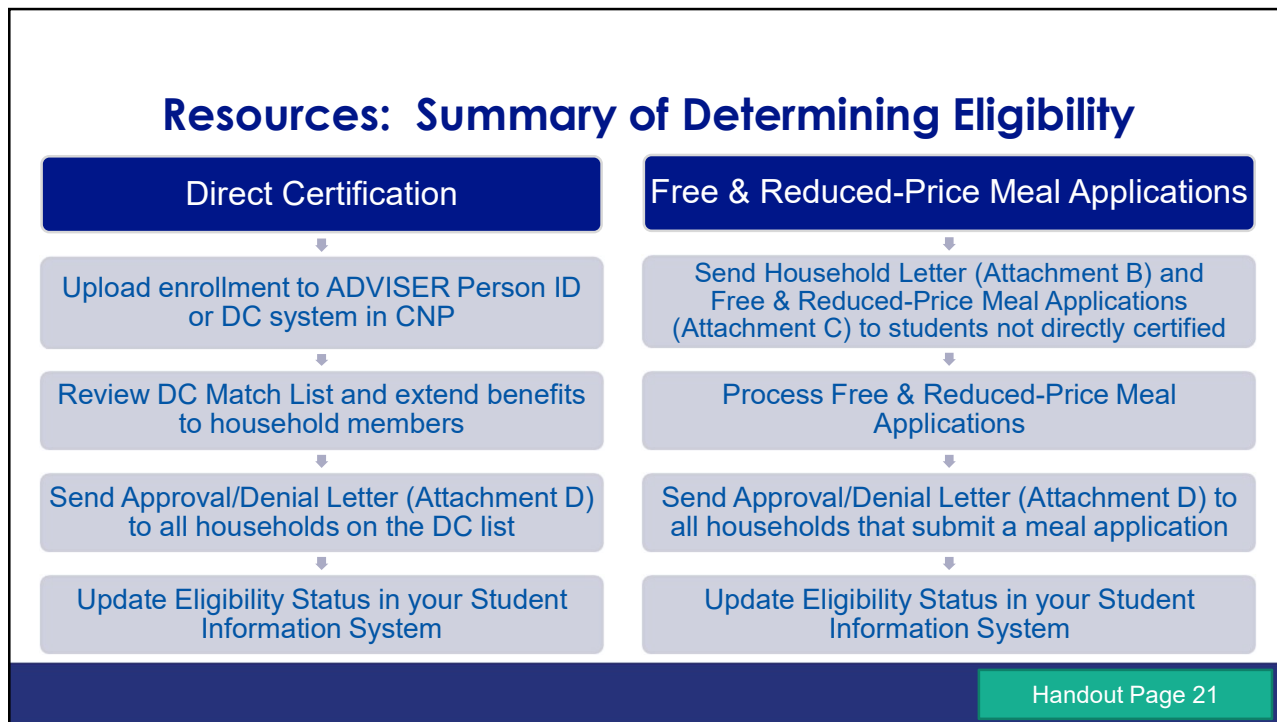 Resources: Summary of Determining Eligibility
Direct Certification
Upload enrollment to ADVISER Person ID
or DC system in CNP
Review DC Match List and extend benefits
to household members
Send Approval/Denial Letter (Attachment D)
to all households on the DC list
Update Eligibility Status in your Student
Information System
Free & Reduced-Price Meal Applications
Send Household Letter (Attachment B) and
Free & Reduced-Price Meal Applications
(Attachment C) to students not directly certified
Process Free & Reduced-Price Meal
Applications
Send Approval/Denial Letter (Attachment D) to
all households that submit a meal application
Update Eligibility Status in your Student
Information System
Handout Page 21